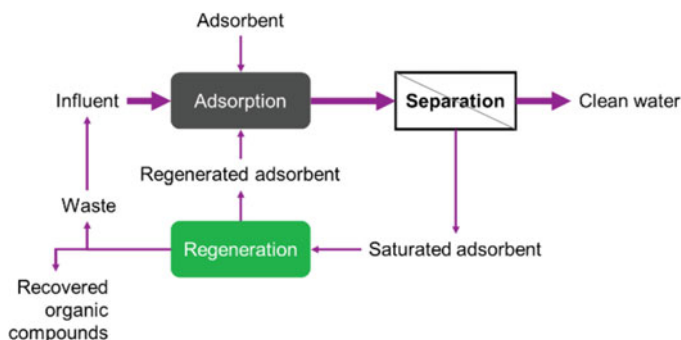 Adsorbent
Influent
Adsorption
Separation
Clean water
Regenerated adsorbent
Waste
Regeneration
Saturated adsorbent
Recovered
organic
compounds